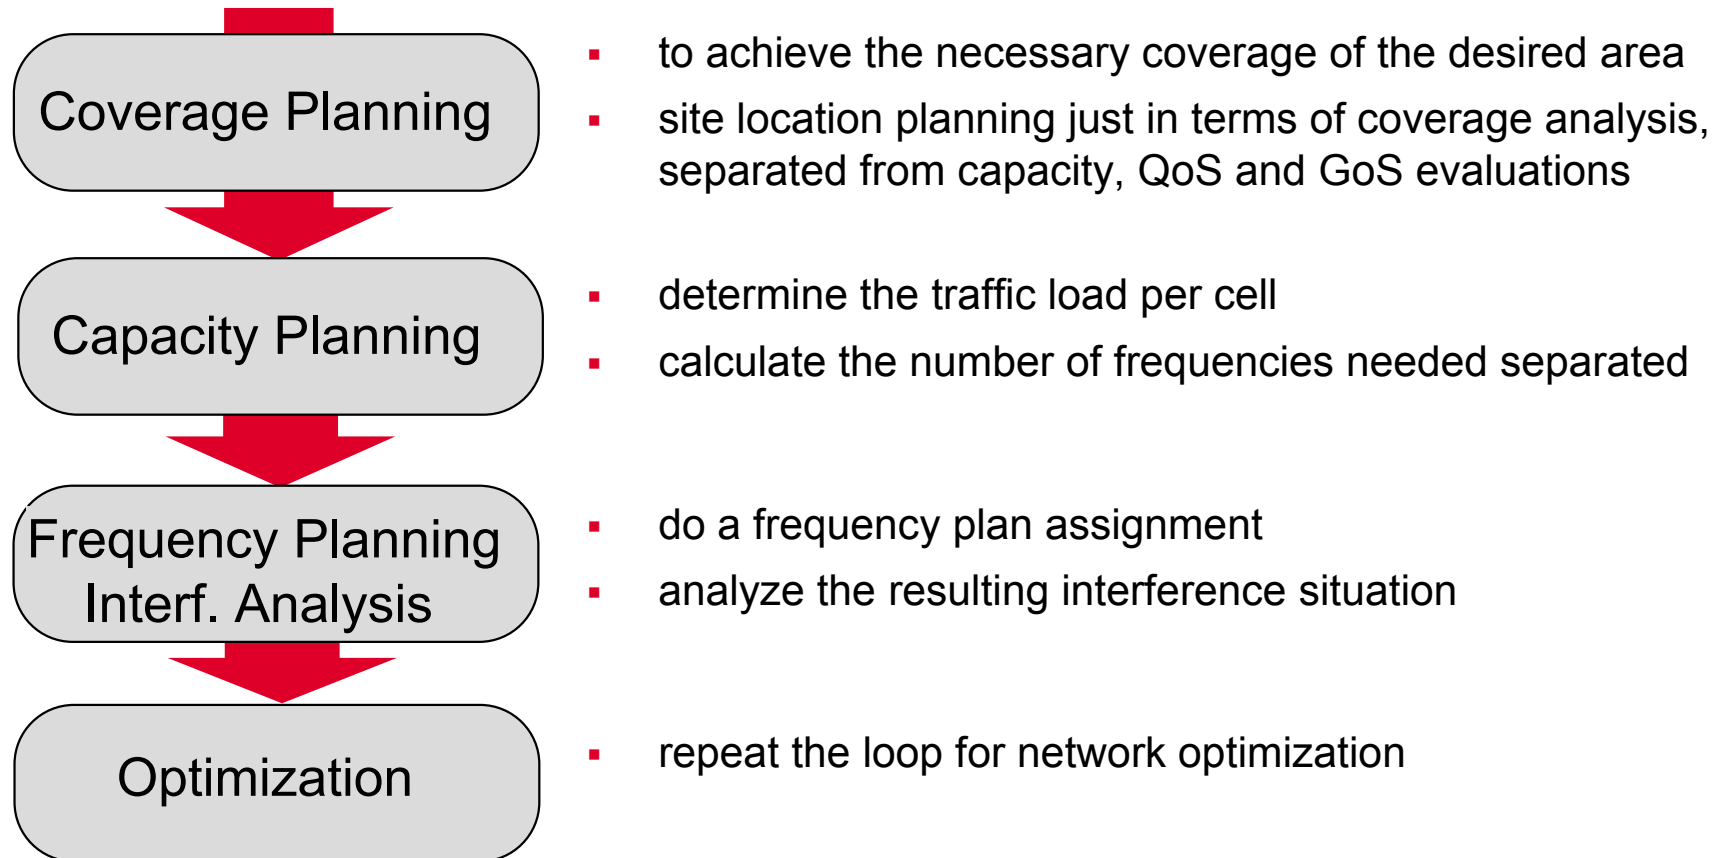 Coverage Planning
▪ to achieve the necessary coverage of the desired area
▪ site location planning just in terms of coverage analysis,
separated from capacity, QoS and GoS evaluations
Capacity Planning
▪ determine the traffic load per cell
▪ calculate the number of frequencies needed separated
Frequency Planning
Interf. Analysis
▪ do a frequency plan assignment
▪ analyze the resulting interference situation
Optimization
▪ repeat the loop for network optimization